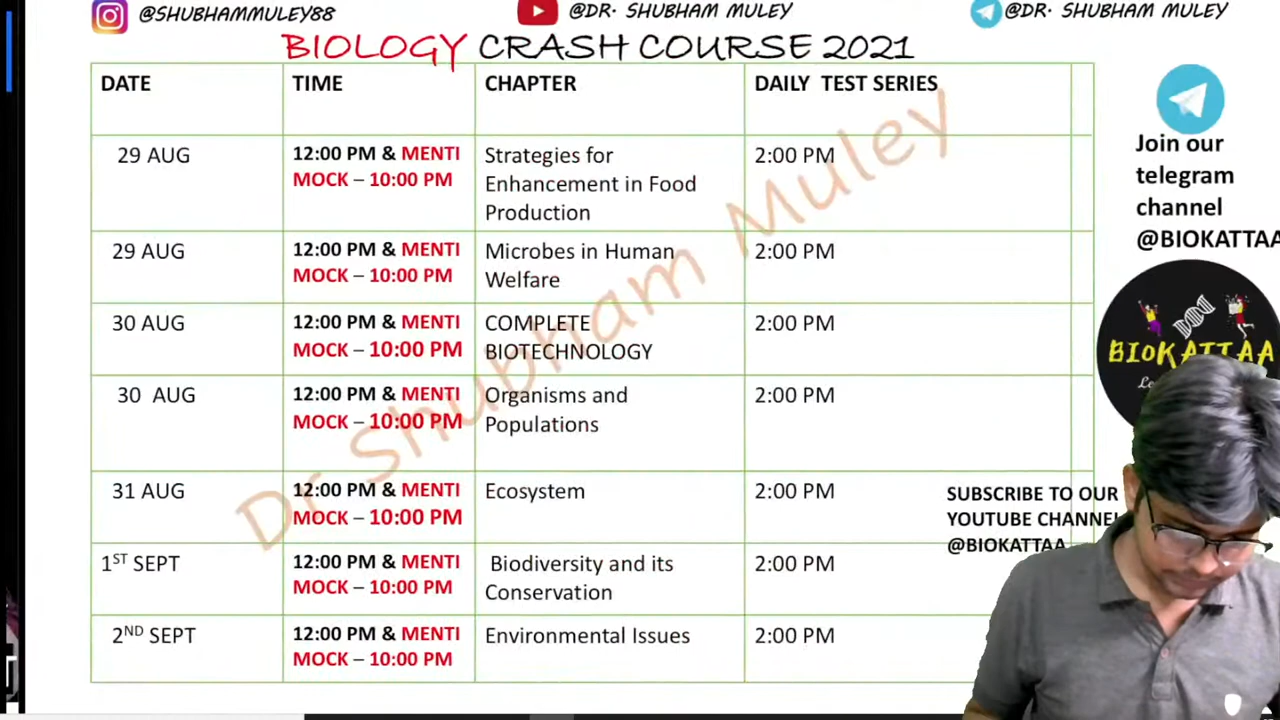 @SHUBHAMMULEY88 @DR. SHUBHAM MULEY @DR. SHUBHAM MULEY
BIOLOGY CRASH COURSE 2021
DATE TIME CHAPTER DAILY TEST SERIES
29 AUG 12:00 PM & MENTI MOCK – 10:00 PM Strategies for Enhancement in Food Production 2:00 PM
29 AUG 12:00 PM & MENTI MOCK – 10:00 PM Microbes in Human Welfare 2:00 PM
30 AUG 12:00 PM & MENTI MOCK – 10:00 PM COMPLETE BIOTECHNOLOGY 2:00 PM
30 AUG 12:00 PM & MENTI MOCK – 10:00 PM Organisms and Populations 2:00 PM
31 AUG 12:00 PM & MENTI MOCK – 10:00 PM Ecosystem 2:00 PM
1ST SEPT 12:00 PM & MENTI MOCK – 10:00 PM Biodiversity and its Conservation 2:00 PM
2ND SEPT 12:00 PM & MENTI MOCK – 10:00 PM Environmental Issues 2:00 PM
Dr Shubham Muley
Join our
telegram
channel
@BIOKATTAA
BIOKATTAA
SUBSCRIBE TO OUR
YOUTUBE CHANNEL
@BIOKATTAA